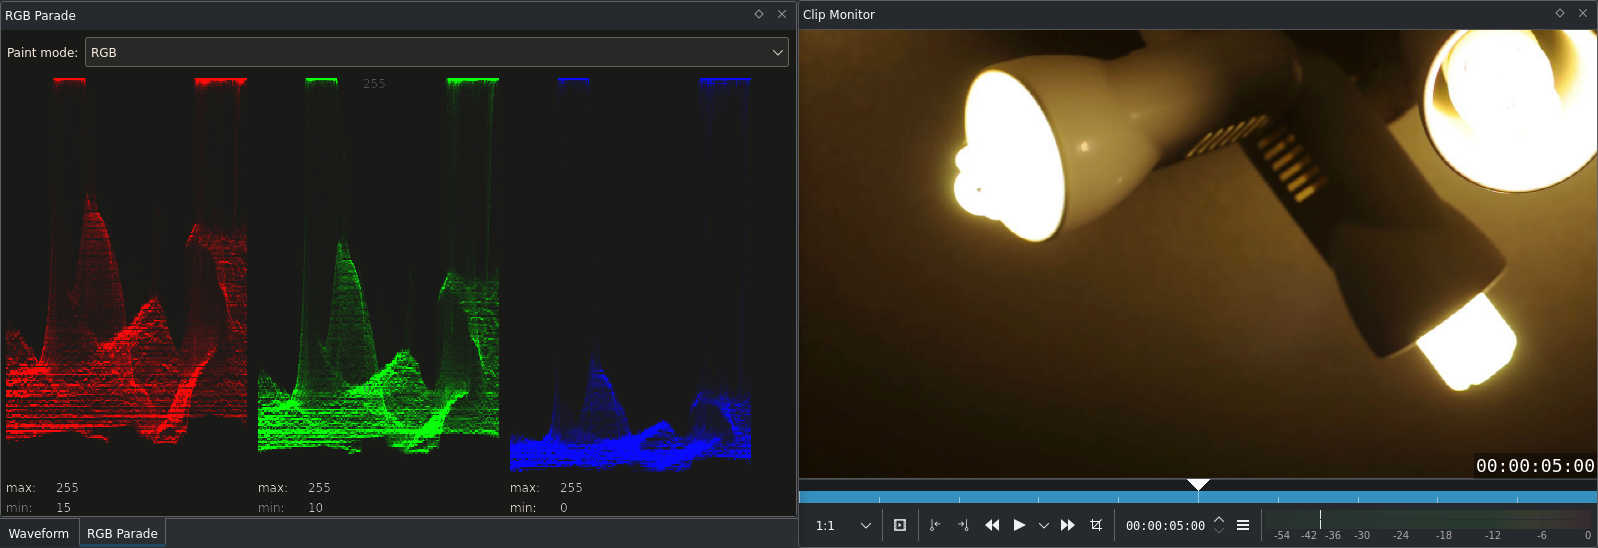 RGB Parade
Paint mode: RGB
255
max: 255
min: 15
max: 255
min: 10
max: 255
min: 0
Waveform RGB Parade
Clip Monitor
00:00:05:00
1:1 00:00:05:00
-54 -42 -36 -30 -24 -18 -12 -6 0